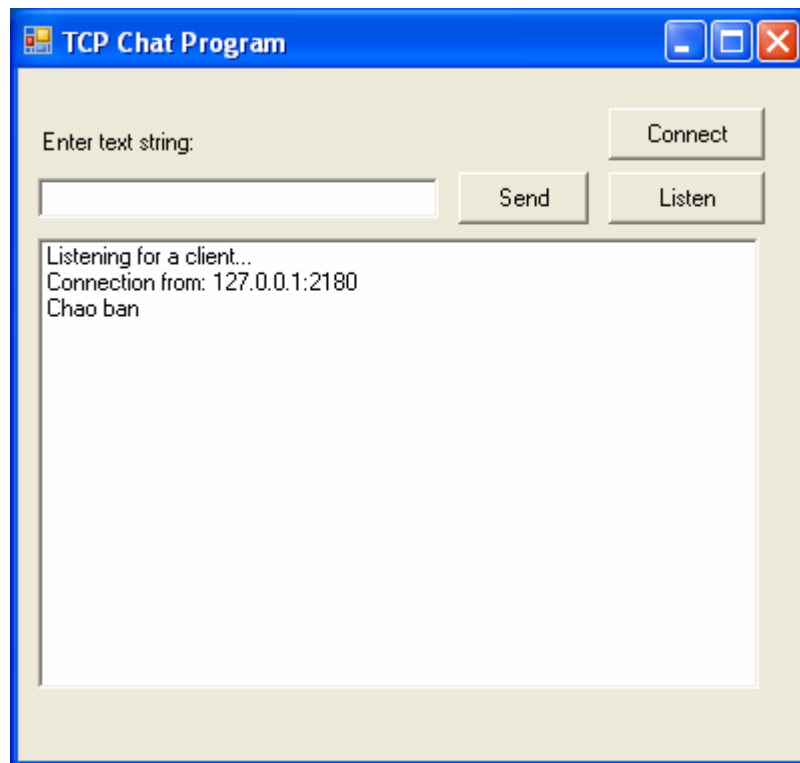 TCP Chat Program
Connect
Enter text string:
Send
Listen
Listening for a client...
Connection from: 127.0.0.1:2180
Chao ban